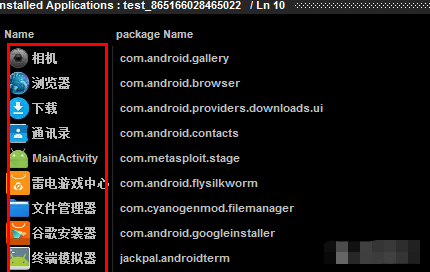 nstalled Applications : test_865166028465022 / Ln 10
Name package Name
相机 com.android.gallery
浏览器 com.android.browser
下载 com.android.providers.downloads.ui
通讯录 com.android.contacts
MainActivity com.metasploit.stage
雷电游戏中心 com.android.flysilkworm
文件管理器 com.cyanogenmod.filemanager
谷歌安装器 com.android.googleinstaller
终端模拟器 jackpal.androidterm